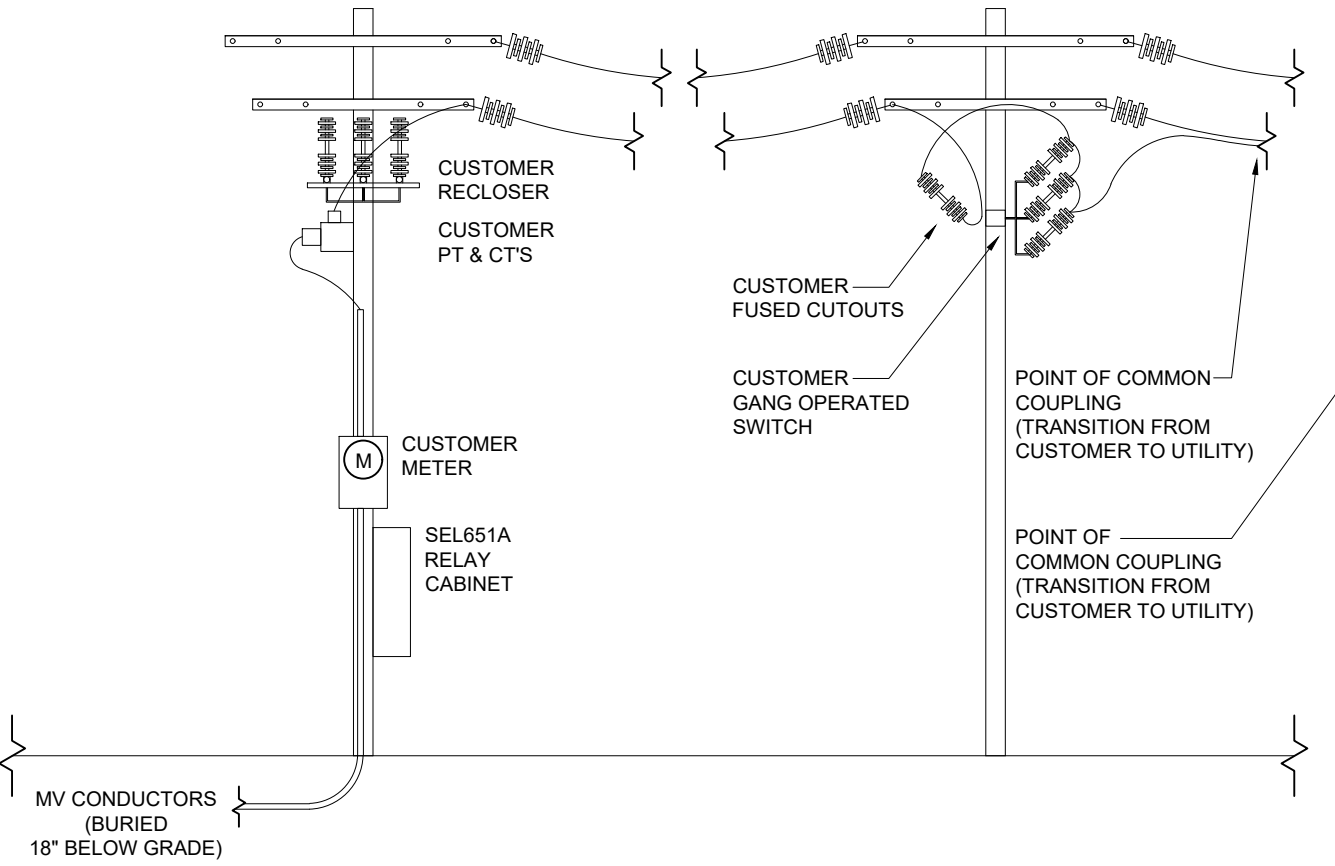 CUSTOMER
RECLOSER
CUSTOMER
PT & CT'S
CUSTOMER
FUSED CUTOUTS
CUSTOMER
GANG OPERATED
SWITCH
POINT OF COMMON
COUPLING
(TRANSITION FROM
CUSTOMER TO UTILITY)
M
CUSTOMER
METER
SEL651A
RELAY
CABINET
POINT OF
COMMON COUPLING
(TRANSITION FROM
CUSTOMER TO UTILITY)
MV CONDUCTORS
(BURIED
18" BELOW GRADE)